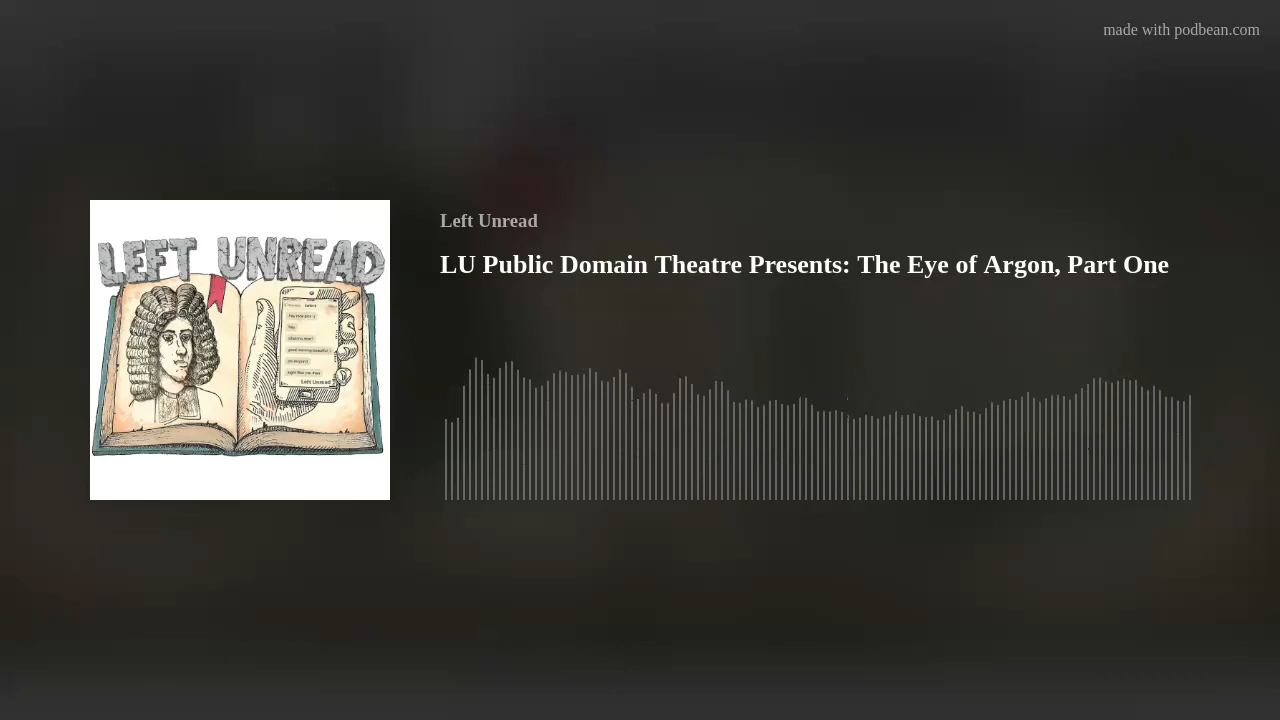 made with podbean.com
Left Unread
LU Public Domain Theatre Presents: The Eye of Argon, Part One
LEFT UNREAD
Left Unread